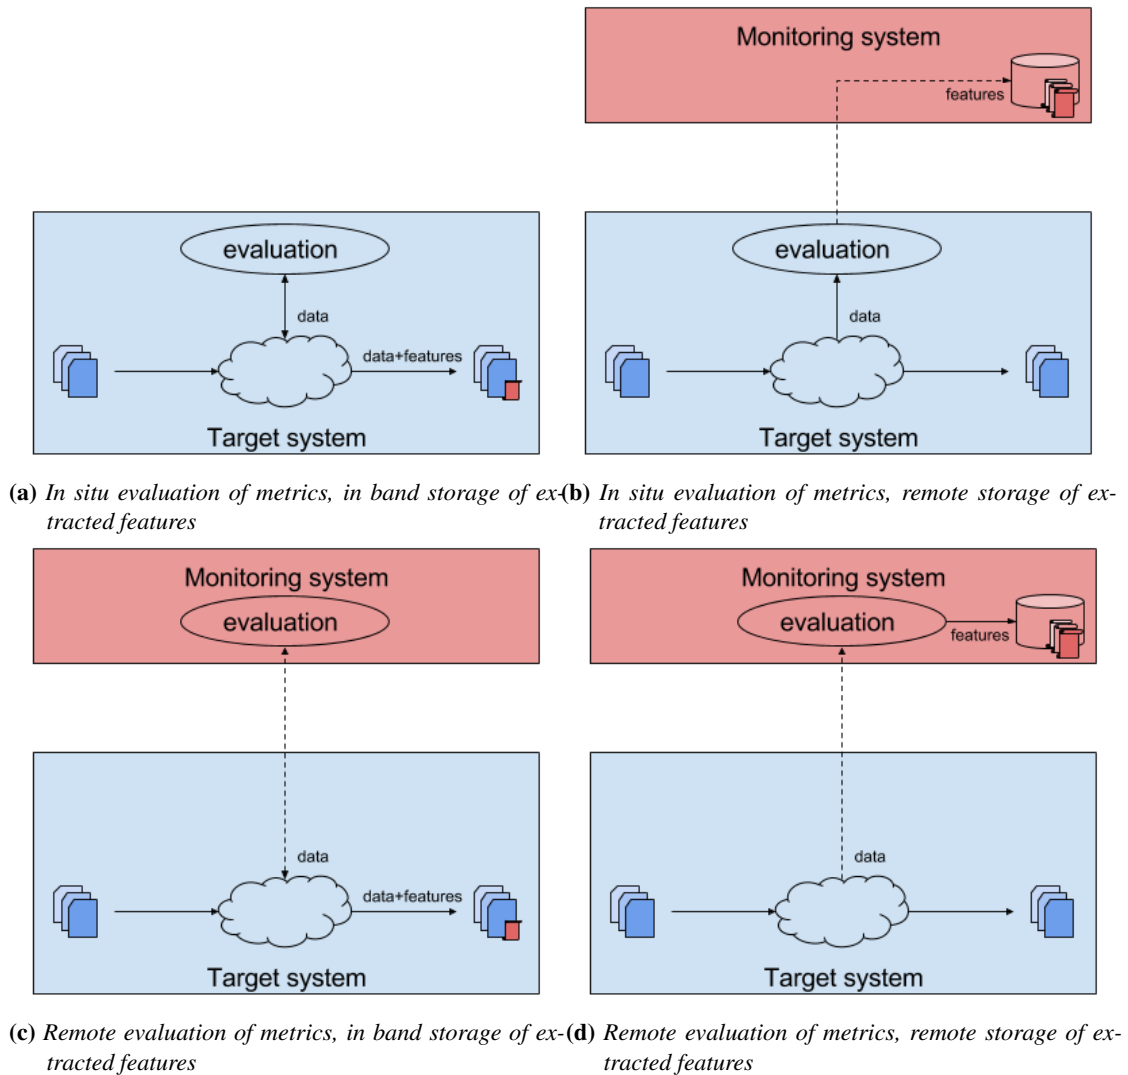 Monitoring system
features
evaluation
data
data+features
Target system
evaluation
data
Target system
(a) In situ evaluation of metrics, in band storage of ex-
tracted features
(b) In situ evaluation of metrics, remote storage of ex-
tracted features
Monitoring system
evaluation
data
data+features
Target system
Monitoring system
evaluation
features
data
Target system
(c) Remote evaluation of metrics, in band storage of ex-
tracted features
(d) Remote evaluation of metrics, remote storage of ex-
tracted features